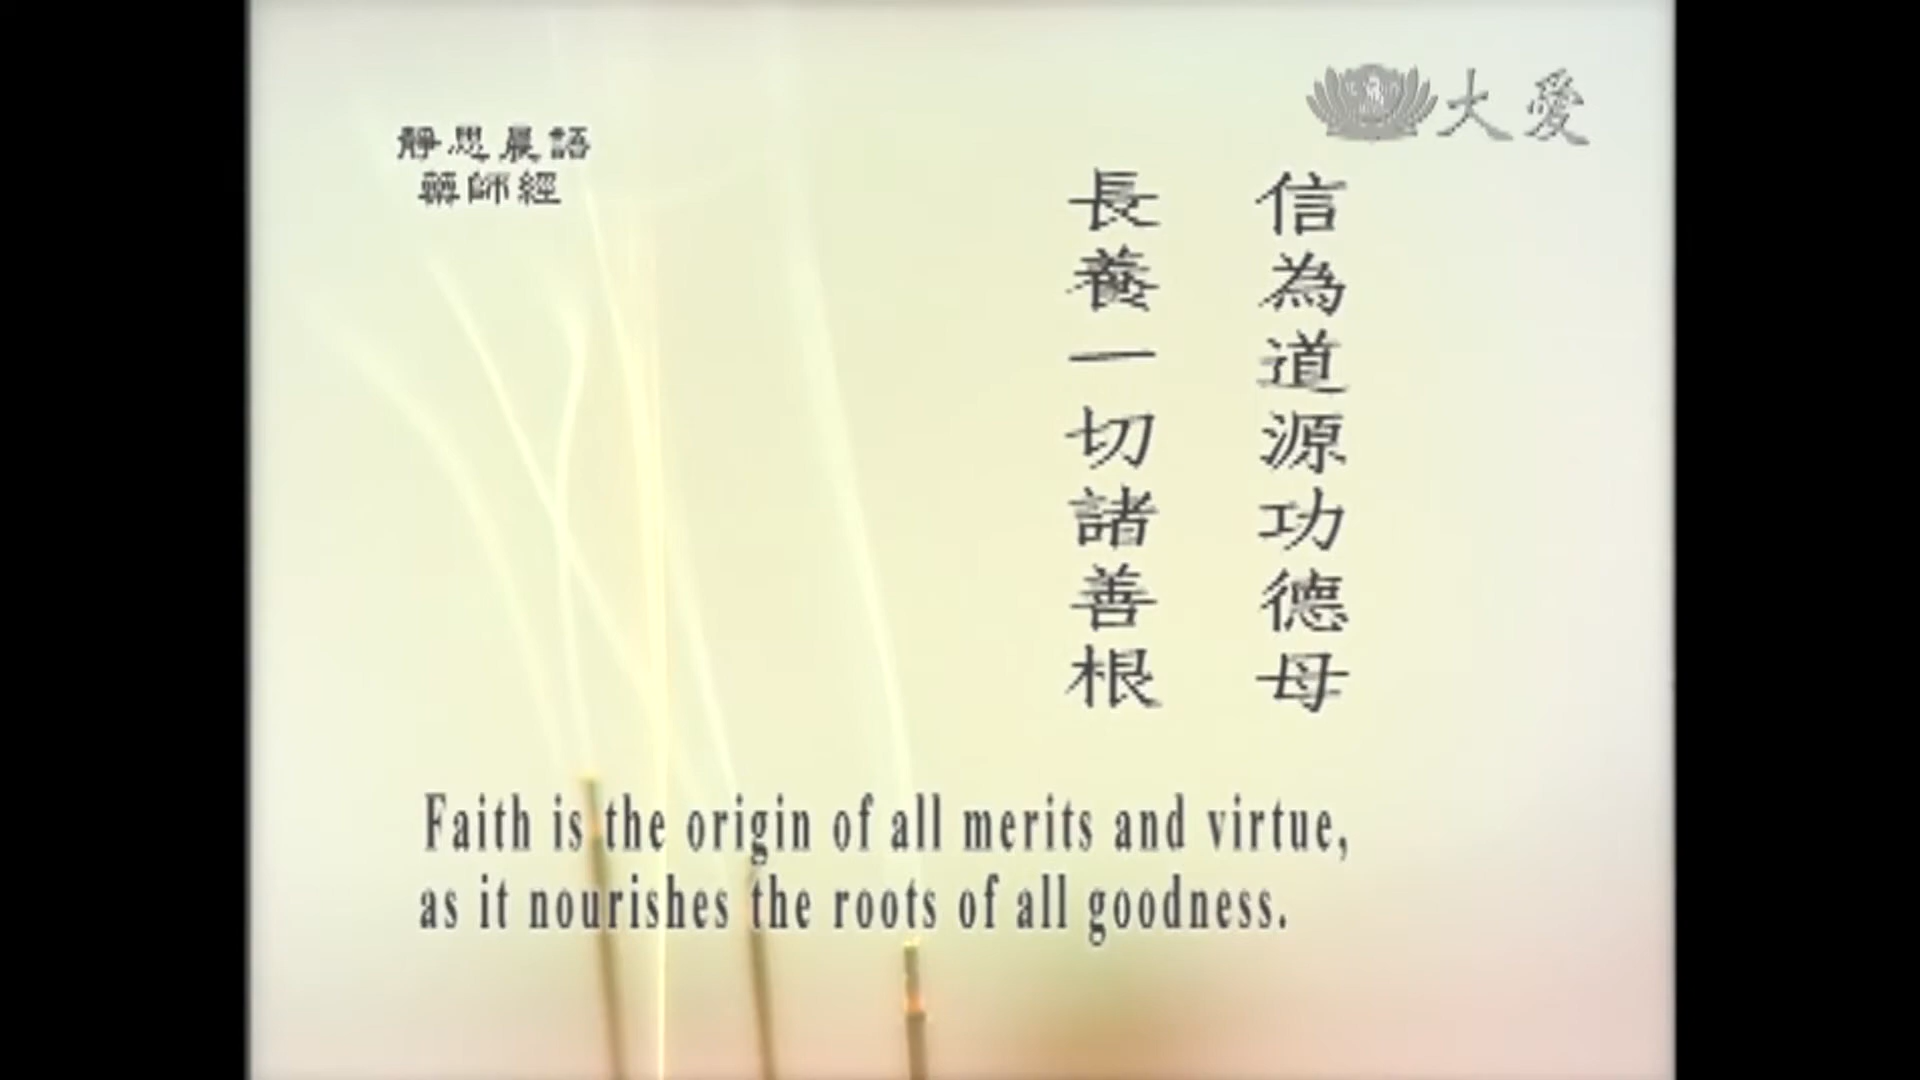 靜思晨語
藥師經
大愛
信為道源功德母
長養一切諸善根
Faith is the origin of all merits and virtue,
as it nourishes the roots of all goodness.